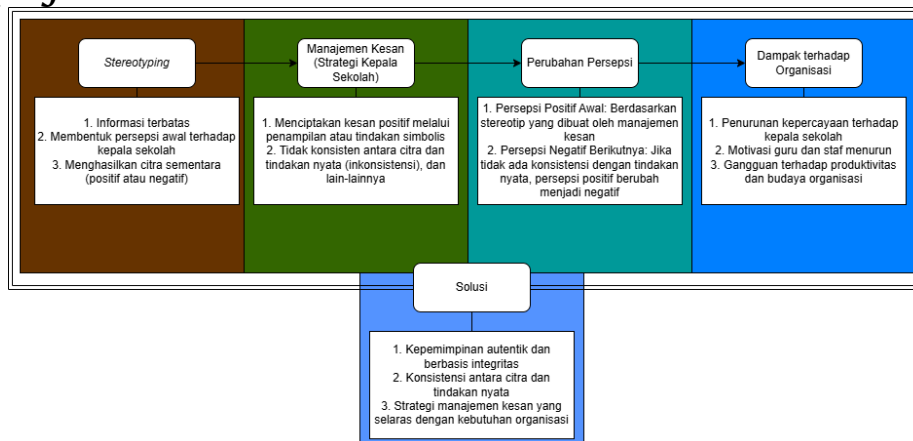 Stereotyping
1. Informasi terbatas
2. Membentuk persepsi awal terhadap
kepala sekolah
3. Menghasilkan citra sementara
(positif atau negatif)
Manajemen Kesan
(Strategi Kepala
Sekolah)
1. Menciptakan kesan positif melalui
penampilan atau tindakan simbolis
2. Tidak konsisten antara citra dan
tindakan nyata (inkonsistensi), dan
lain-lainnya
Perubahan Persepsi
1. Persepsi Positif Awal: Berdasarkan
stereotip yang dibuat oleh manajemen
kesan
2. Persepsi Negatif Berikutnya: Jika
tidak ada konsistensi dengan tindakan
nyata, persepsi positif berubah
menjadi negatif
Dampak terhadap
Organisasi
1. Penurunan kepercayaan terhadap
kepala sekolah
2. Motivasi guru dan staf menurun
3. Gangguan terhadap produktivitas
dan budaya organisasi
Solusi
1. Kepemimpinan autentik dan
berbasis integritas
2. Konsistensi antara citra dan
tindakan nyata
3. Strategi manajemen kesan yang
selaras dengan kebutuhan organisasi